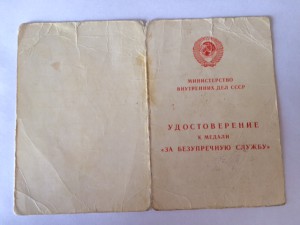 МИНИСТЕРСТВО
ВНУТРЕННИХ ДЕЛ СССР
УДОСТОВЕРЕНИЕ
К МЕДАЛИ
«ЗА БЕЗУПРЕЧНУЮ СЛУЖБУ»